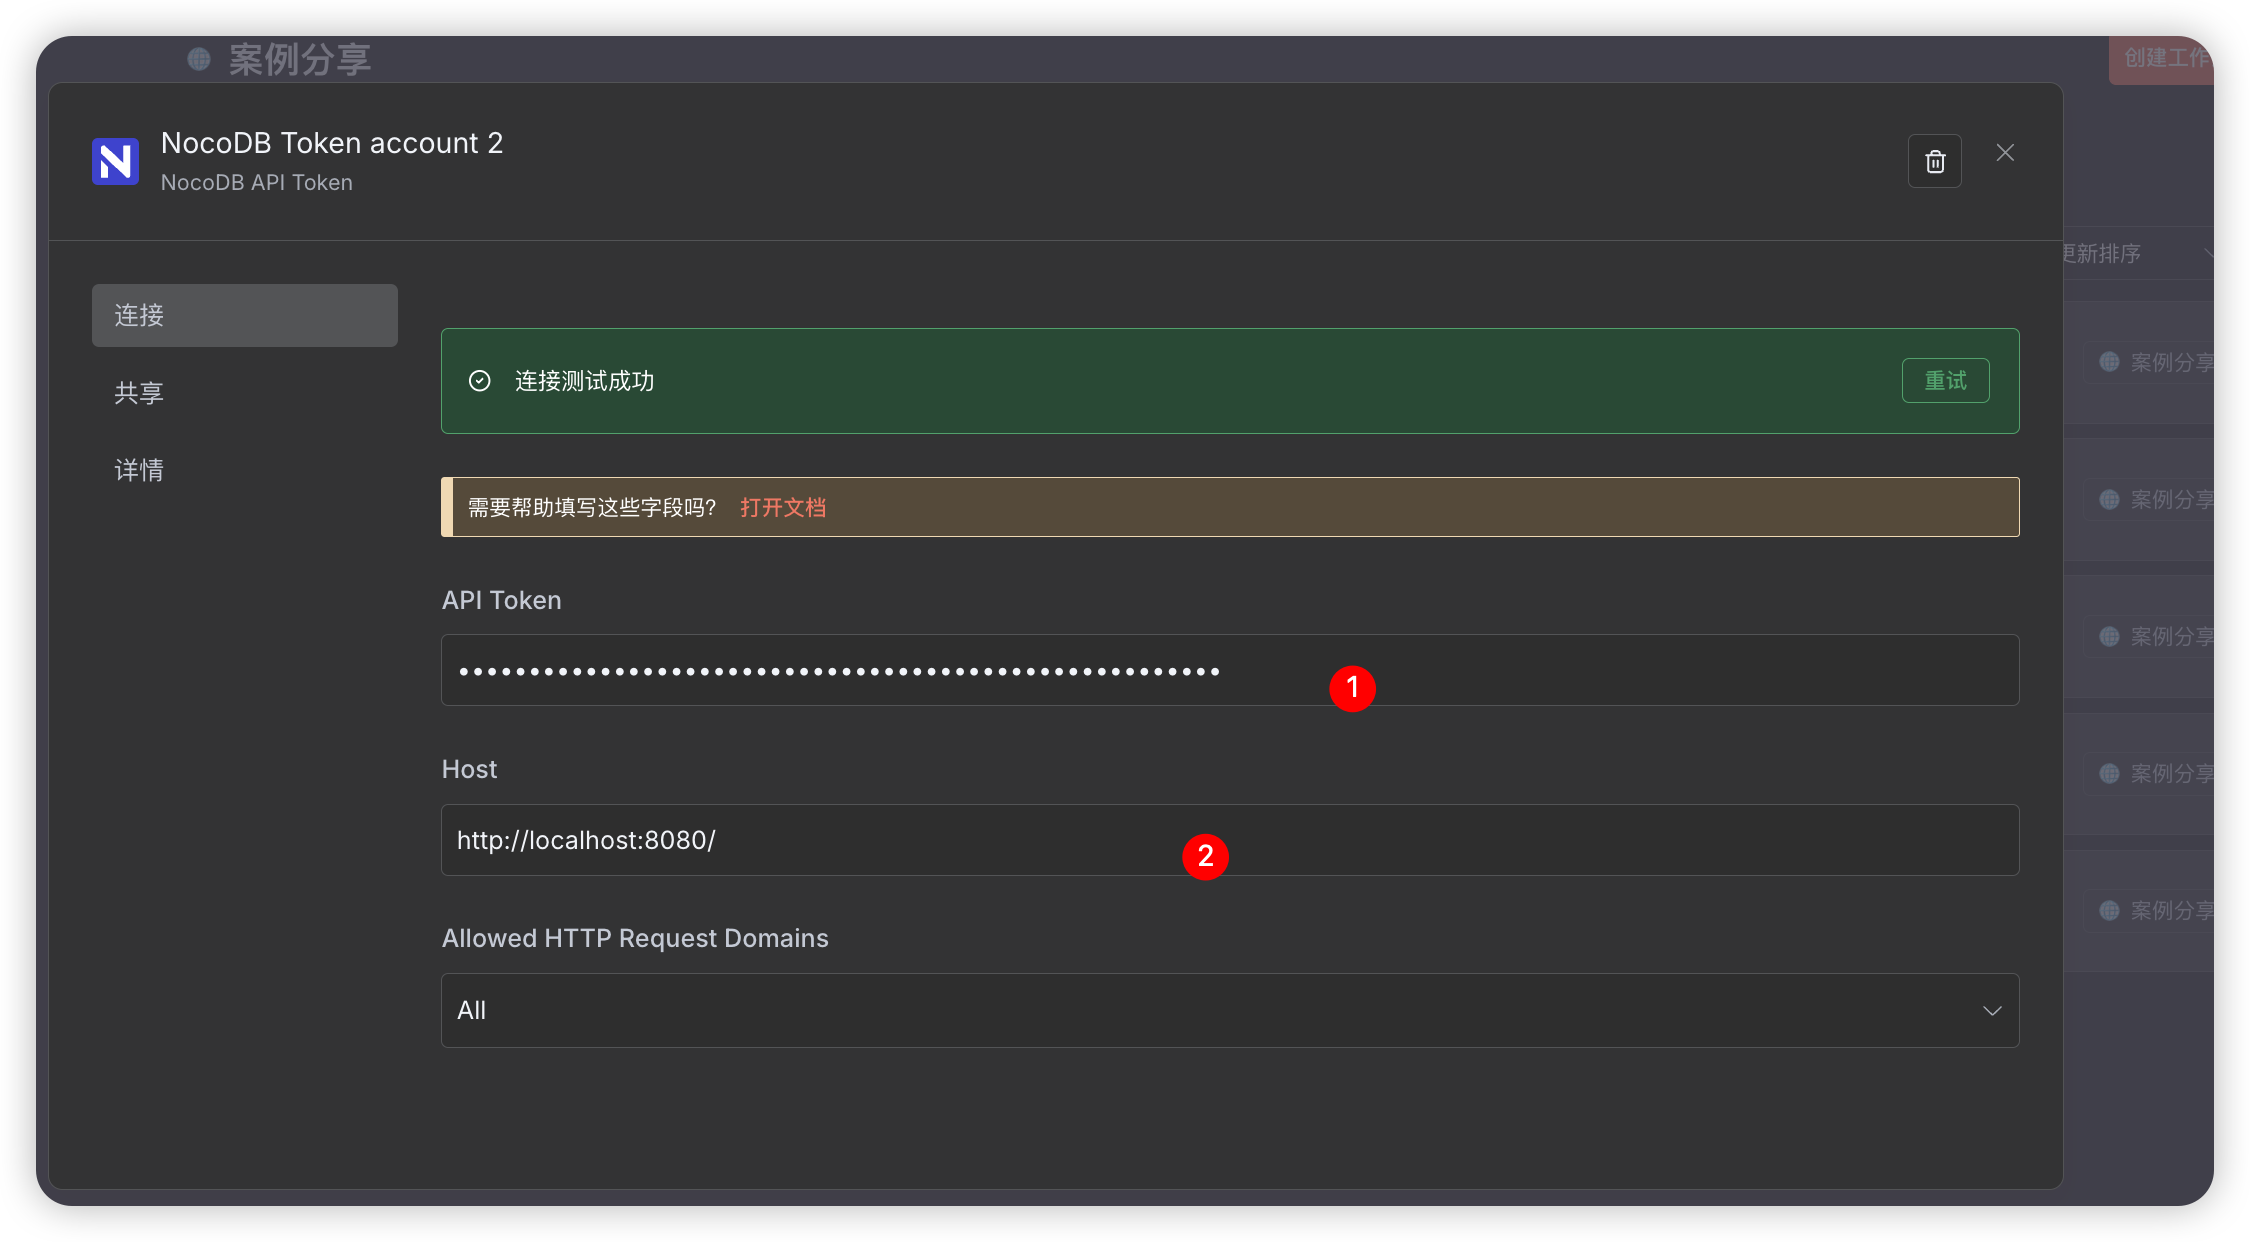 案例分享
创建工作
NocoDB Token account 2
NocoDB API Token
更新排序
连接
共享
详情
连接测试成功
重试
需要帮助填写这些字段吗? 打开文档
API Token
••••••••••••••••••••••••••••••••••••••••••••••••••••••
1
Host
http://localhost:8080/
2
Allowed HTTP Request Domains
All
案例分享
案例分享
案例分享
案例分享
案例分享